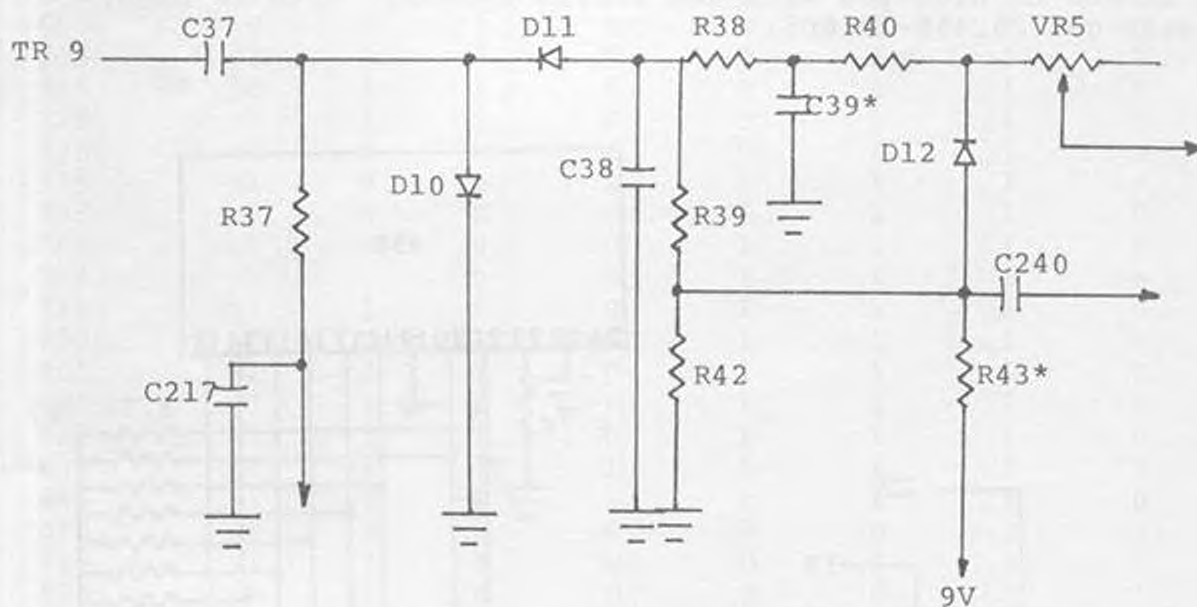 C37
D11
R38
R40
VR5
TR 9
C39*
D12
C38
D10
R37
R39
C240
C217
R42
R43*
9V